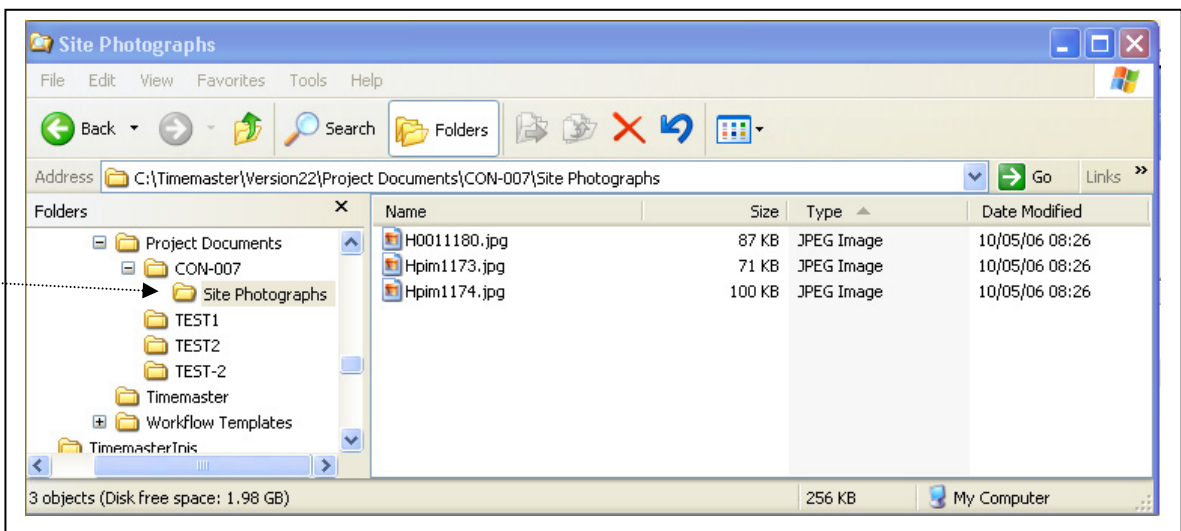 Site Photographs
File Edit View Favorites Tools Help
Back Search Folders
Address C:\Timemaster\Version22\Project Documents\CON-007\Site Photographs Go Links »
Folders × Name Size Type Date Modified
Project Documents H0011180.jpg 87 KB JPEG Image 10/05/06 08:26
CON-007 Hpim1173.jpg 71 KB JPEG Image 10/05/06 08:26
Site Photographs Hpim1174.jpg 100 KB JPEG Image 10/05/06 08:26
TEST1
TEST2
TEST-2
Timemaster
Workflow Templates
TimemasterInis
3 objects (Disk free space: 1.98 GB) 256 KB My Computer